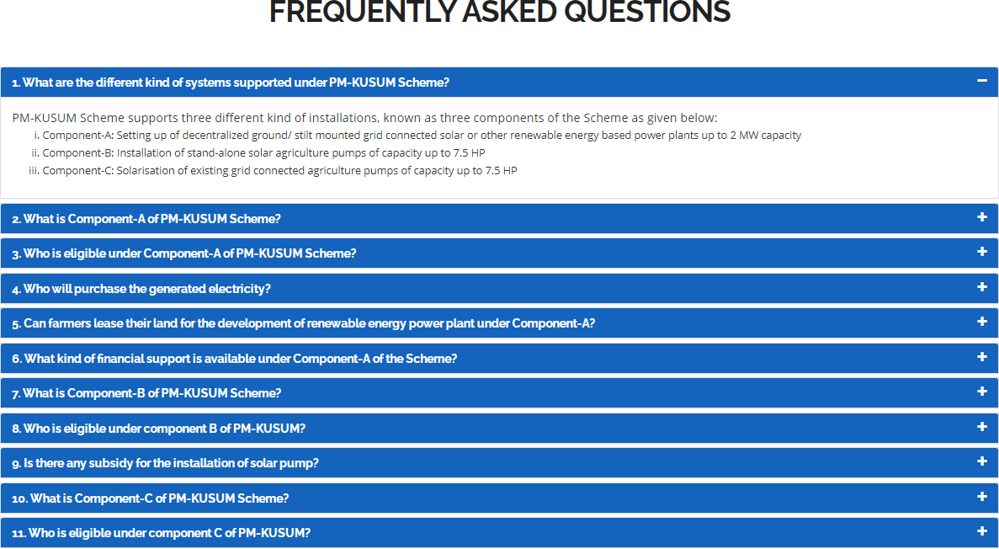 FREQUENTLY ASKED QUESTIONS
1. What are the different kind of systems supported under PM-KUSUM Scheme?
PM-KUSUM Scheme supports three different kind of installations, known as three components of the Scheme as given below:
i. Component-A: Setting up of decentralized ground/ stilt mounted grid connected solar or other renewable energy based power plants up to 2 MW capacity
ii. Component-B: Installation of stand-alone solar agriculture pumps of capacity up to 7.5 HP
iii. Component-C: Solarisation of existing grid connected agriculture pumps of capacity up to 7.5 HP
2. What is Component-A of PM-KUSUM Scheme?
3. Who is eligible under Component-A of PM-KUSUM Scheme?
4. Who will purchase the generated electricity?
5. Can farmers lease their land for the development of renewable energy power plant under Component-A?
6. What kind of financial support is available under Component-A of the Scheme?
7. What is Component-B of PM-KUSUM Scheme?
8. Who is eligible under component B of PM-KUSUM?
9. Is there any subsidy for the installation of solar pump?
10. What is Component-C of PM-KUSUM Scheme?
11. Who is eligible under component C of PM-KUSUM?